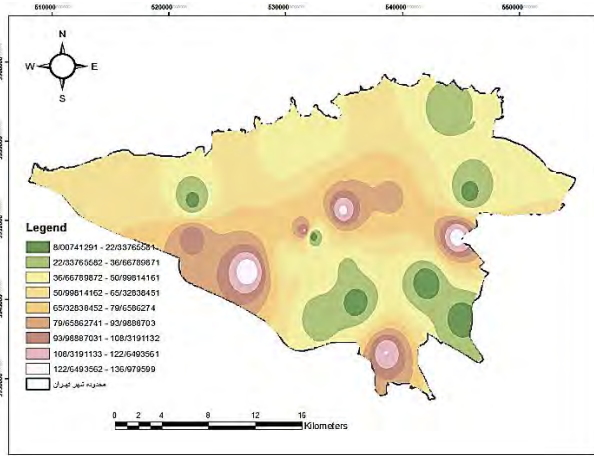 510000
520000
530000
540000
550000
N
W
E
S
Legend
8/00741291 - 22/33765581
22/33765582 - 36/66789871
36/66789872 - 50/99814161
50/99814162 - 65/32838451
65/32838452 - 79/6586274
79/65862741 - 93/9888703
93/98887031 - 108/3191132
108/3191133 - 122/6493561
122/6493562 - 136/979599
محدوده شهر تهران
0 2 4 8 12 16
Kilometers